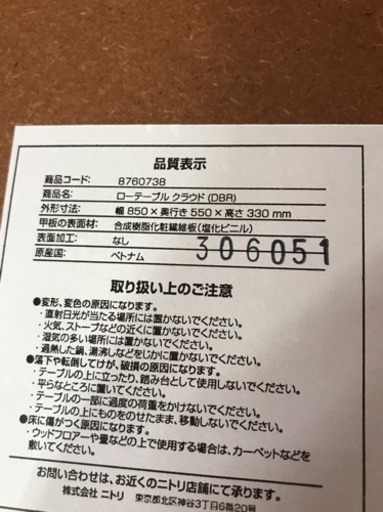 品質表示
商品コード: 8760738
商品名: ローテーブル クラウド (DBR)
外形寸法: 幅 850×奥行き 550×高さ 330 mm
甲板の表面材: 合成樹脂化粧繊維板(塩化ビニル)
表面加工: なし
306051
原産国: ベトナム
取り扱い上のご注意
●変形、変色の原因になります。
・直射日光が当たる場所には置かないでください。
・火気、ストーブなどの近くに置かないでください。
・湿気の多い場所には置かないでください。
・過熱した鍋、湯沸しなどをじかに置かないでください。
●落下や転倒してけが、破損の原因になります。
・テーブルの上に立ったり、踏み台として使用しないでください。
・平らなところに置いてください。
・テーブルの一部に過度の荷重をかけないでください。
・テーブルの上にものをのせたまま、移動しないでください。
●床に傷がつく原因になります。
・ウッドフロアーや畳などの上で使用する場合は、カーペットなどを
敷いてください。
お問い合わせは、お近くのニトリ店舗にて承ります。
株式会社 ニトリ 東京都北区神谷3丁目6番20号